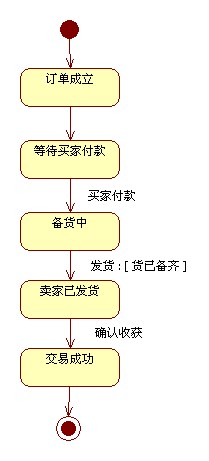 订单成立
等待买家付款
买家付款
备货中
发货:[ 货已备齐 ]
卖家已发货
确认收获
交易成功